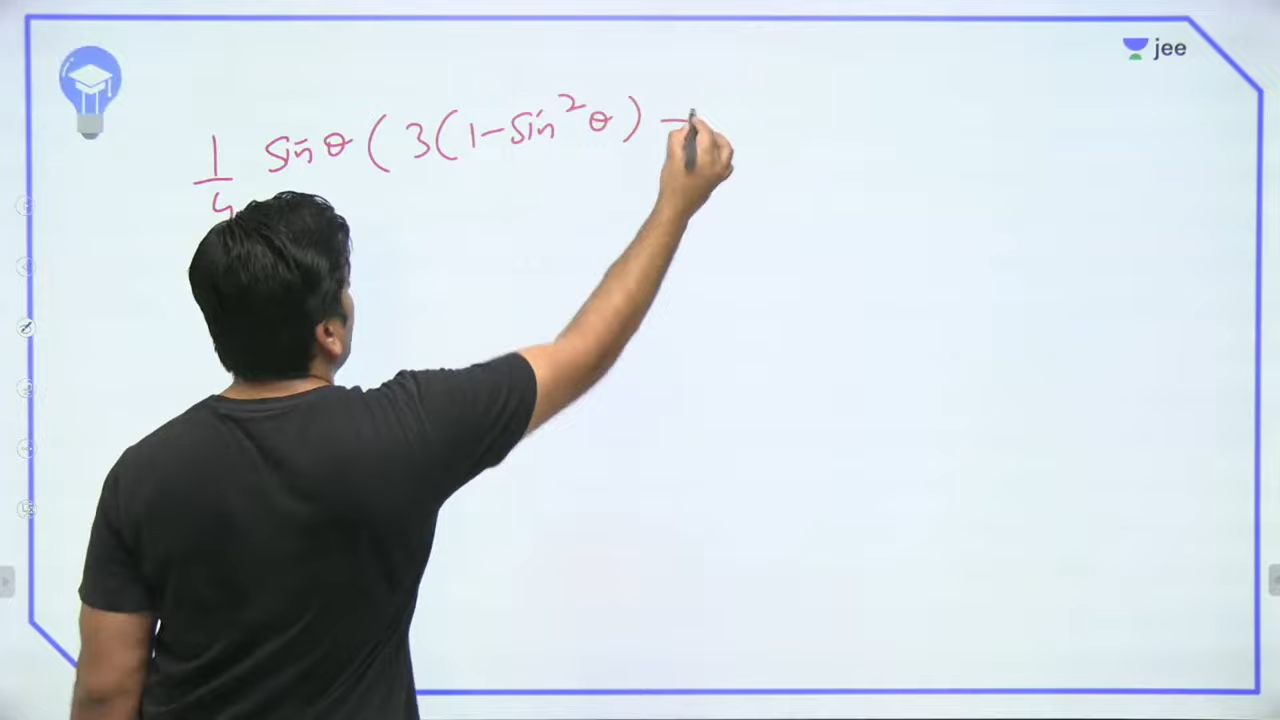 jee
1/4 sinθ (3(1-sin²θ) -